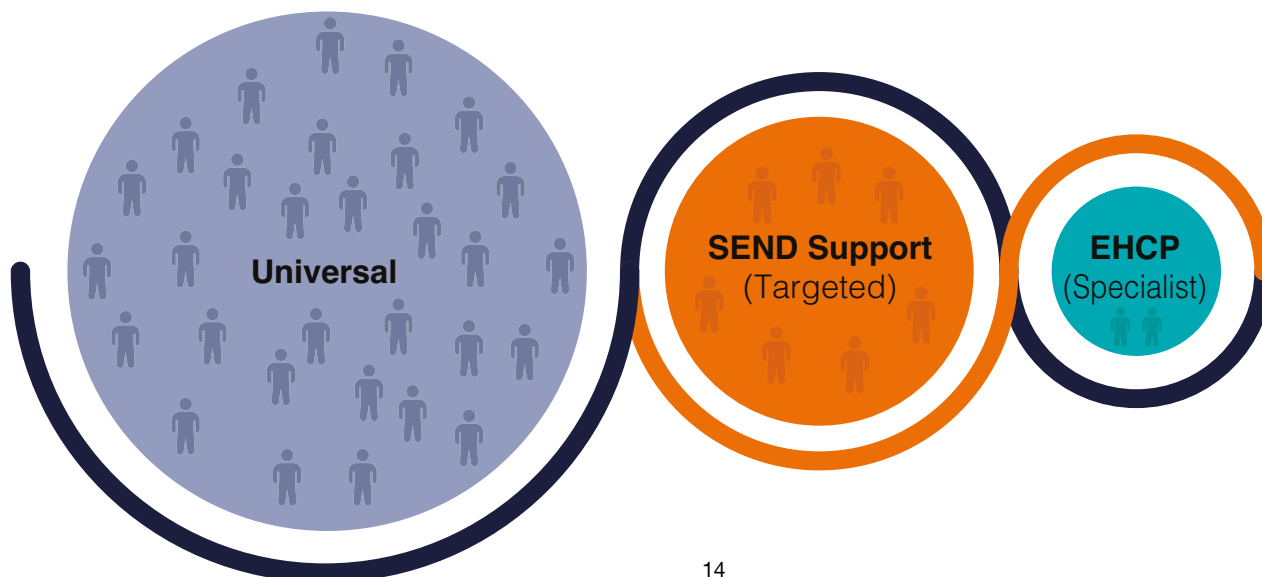 Universal
SEND Support
(Targeted)
EHCP
(Specialist)
14